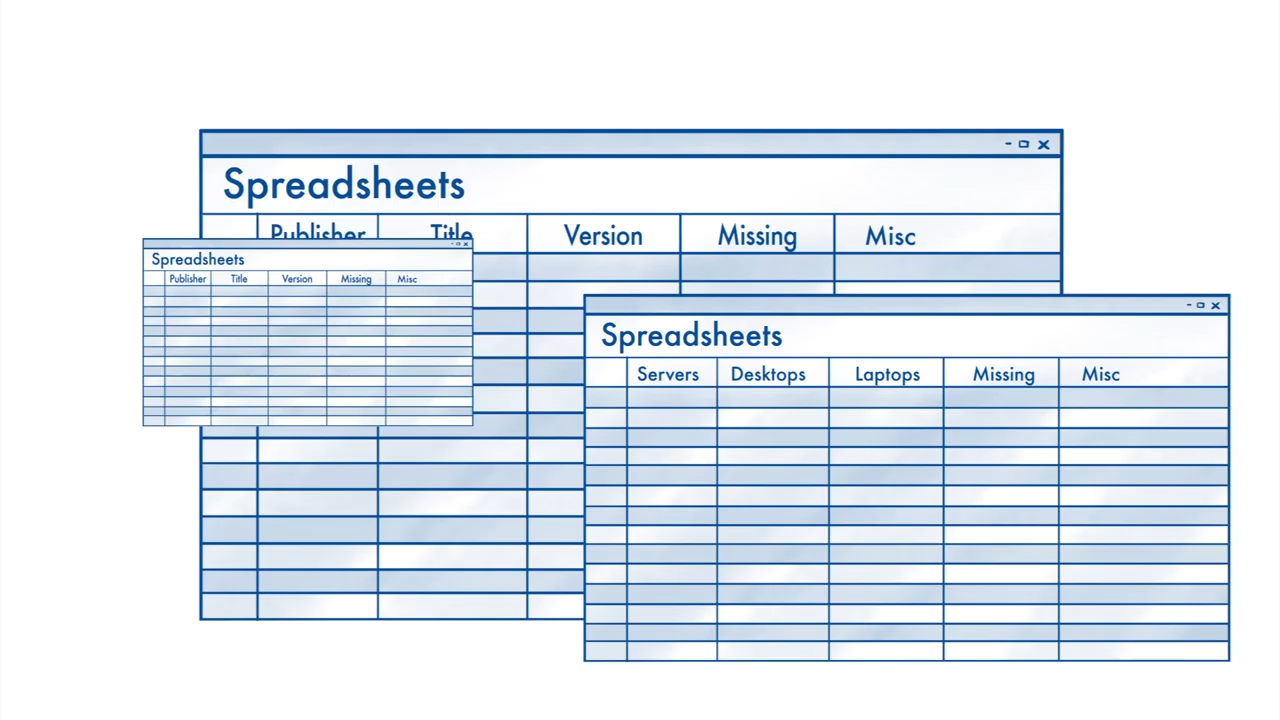 Spreadsheets
Publisher Title Version Missing Misc
Spreadsheets
Publisher Title Version Missing Misc
Spreadsheets
Servers Desktops Laptops Missing Misc